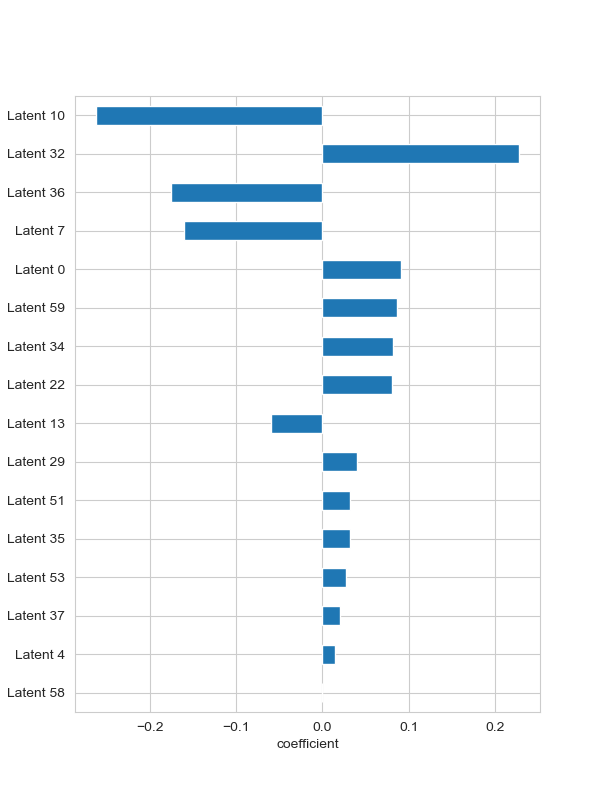 Latent 10
Latent 32
Latent 36
Latent 7
Latent 0
Latent 59
Latent 34
Latent 22
Latent 13
Latent 29
Latent 51
Latent 35
Latent 53
Latent 37
Latent 4
Latent 58
−0.2 −0.1 0.0 0.1 0.2
coefficient